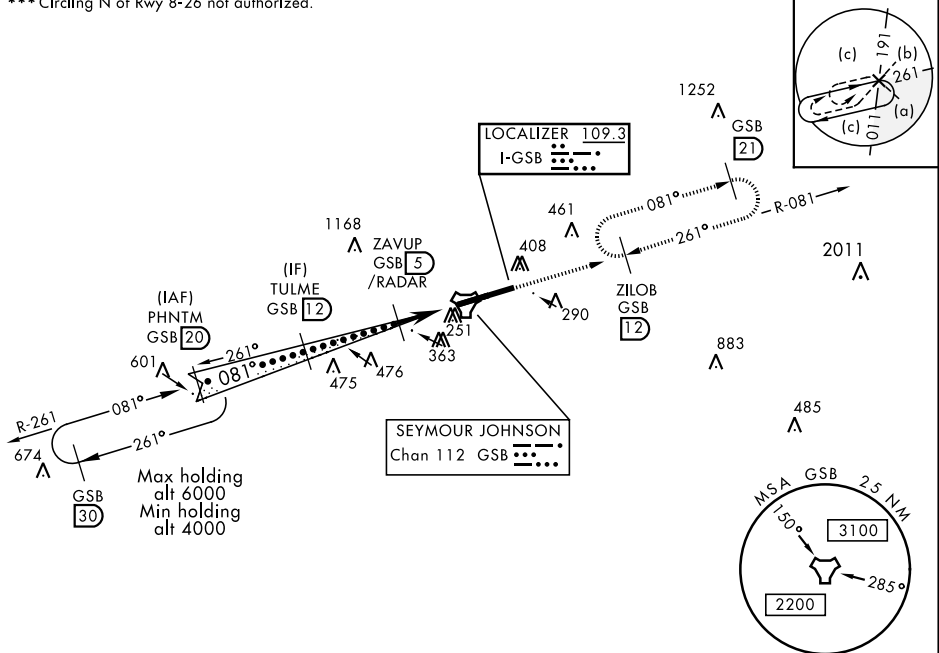 *** Circling N of Rwy 8-26 not authorized.
(c)
191
(b)
261
(a)
(c)
011
1252
GSB
21
LOCALIZER 109.3
I-GSB
081°
R-081
261°
461
1168
ZAVUP
GSB 5
/RADAR
408
2011
(IF)
TULME
GSB 12
ZILOB
GSB
12
290
(IAF)
PHNTM
GSB 20
251
261°
601
081°
363
883
475
476
081°
R-261
261°
485
SEYMOUR JOHNSON
Chan 112 GSB
674
GSB
30
Max holding
alt 6000
Min holding
alt 4000
MSA GSB 25 NM
150°
3100
285°
2200